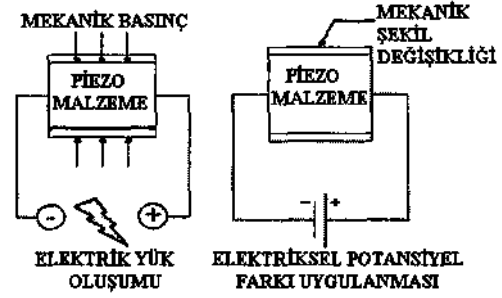 MEKANİK BASINÇ
PİEZO
MALZEME
- +
ELEKTRİK YÜK
OLUŞUMU
MEKANİK
ŞEKİL
DEĞİŞİKLİĞİ
PİEZO
MALZEME
- +
ELEKTRİKSEL POTANSİYEL
FARKI UYGULANMASI